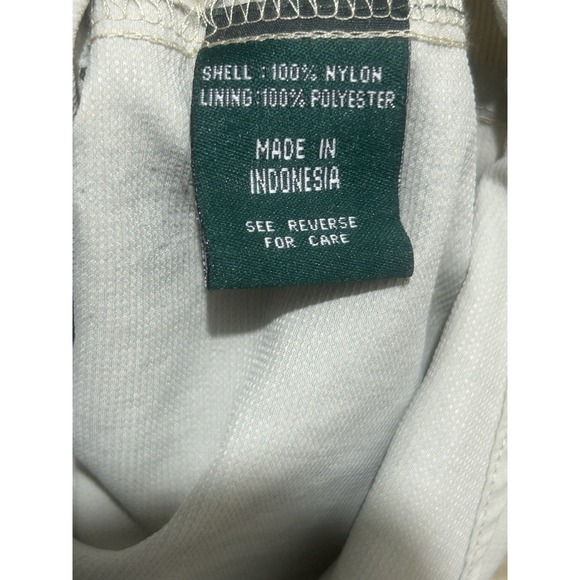 SHELL : 100% NYLON
LINING : 100% POLYESTER
MADE IN
INDONESIA
SEE REVERSE
FOR CARE